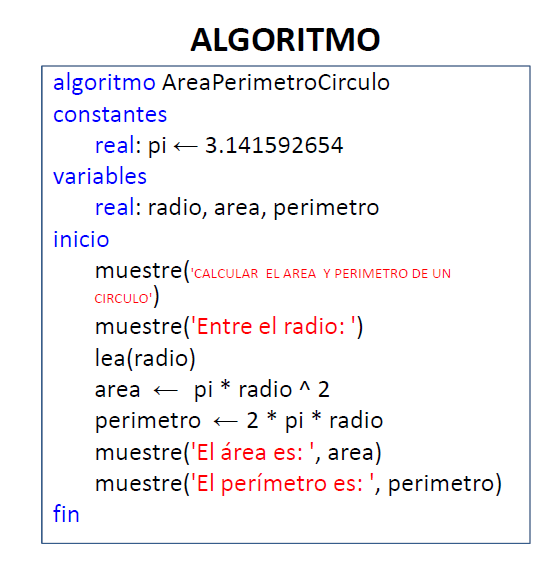 ALGORITMO
algoritmo AreaPerimetroCirculo
constantes
real: pi ← 3.141592654
variables
real: radio, area, perimetro
inicio
muestre('CALCULAR EL AREA Y PERIMETRO DE UN
CIRCULO')
muestre('Entre el radio: ')
lea(radio)
area ← pi * radio ^ 2
perimetro ← 2 * pi * radio
muestre('El área es: ', area)
muestre('El perímetro es: ', perimetro)
fin